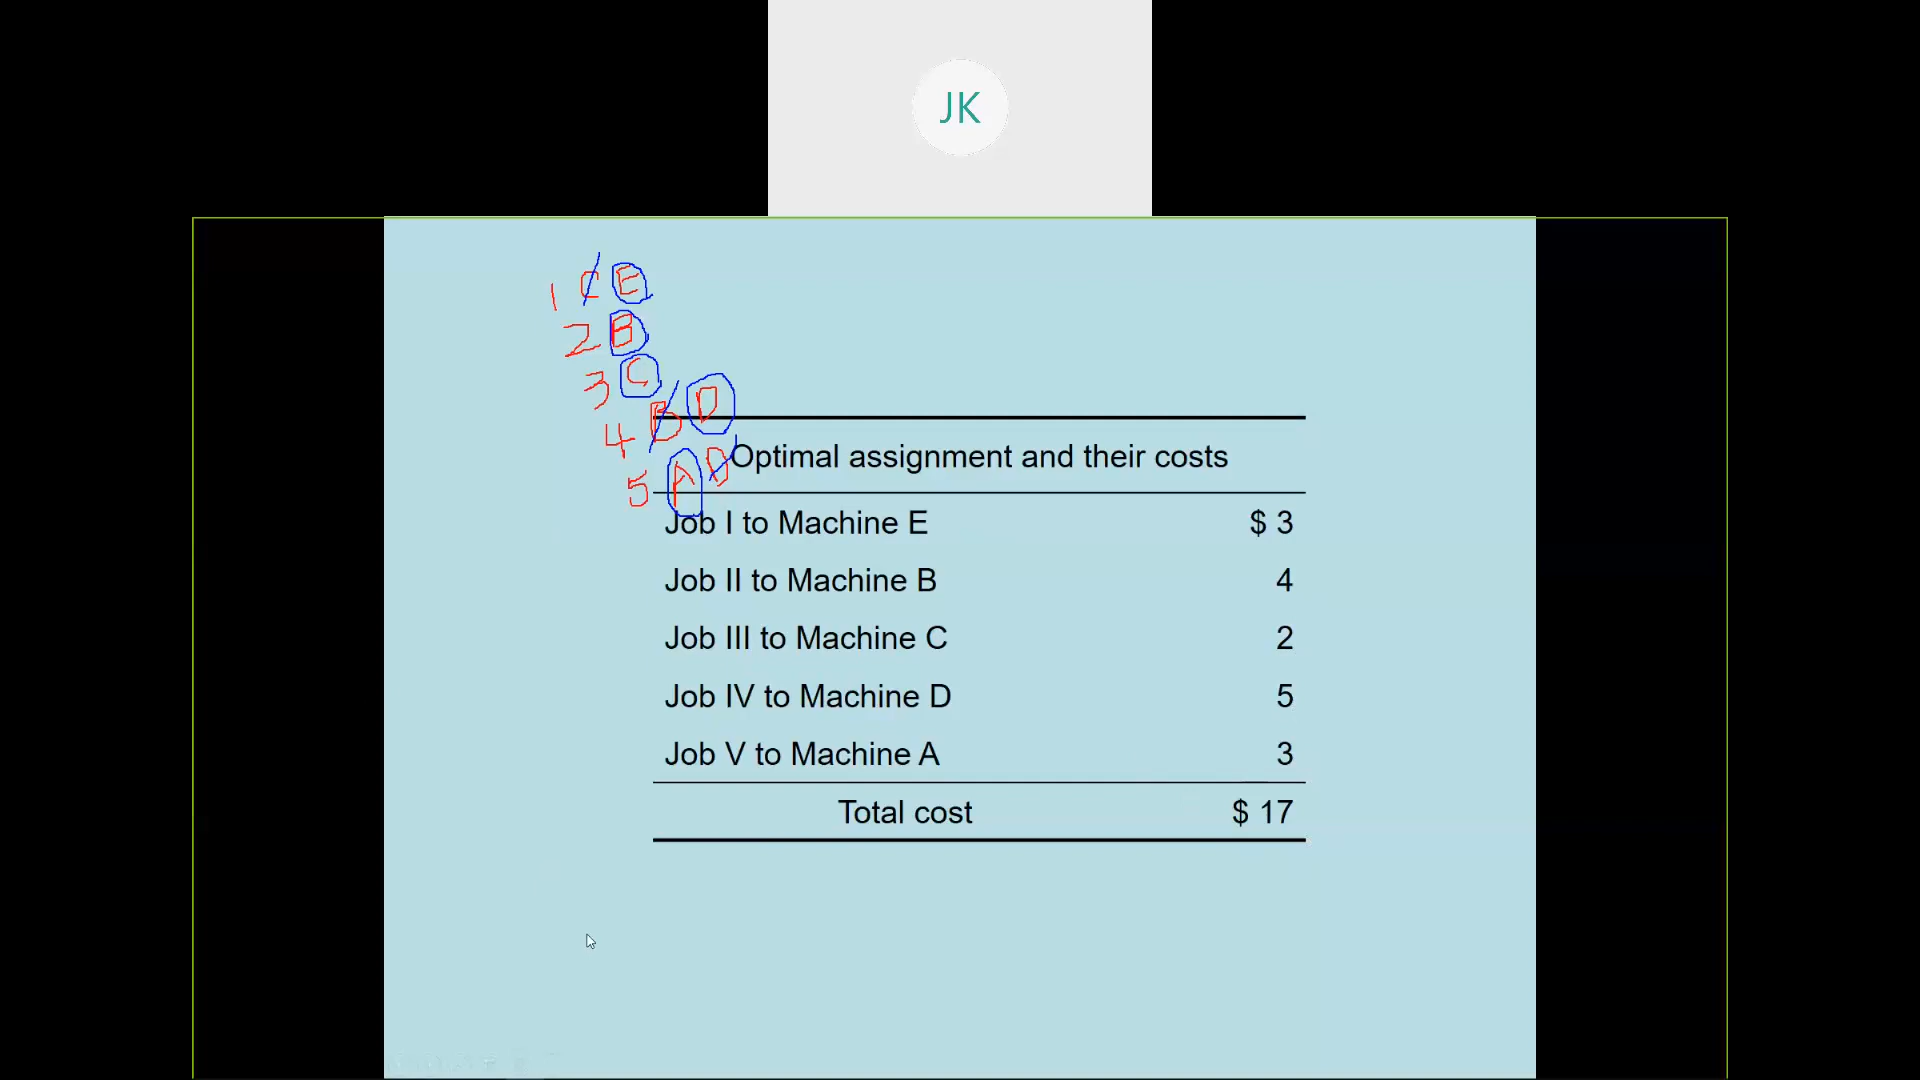 JK
1 C E
2 B
3 C
4 B D
5 A D
Optimal assignment and their costs
Job I to Machine E $ 3
Job II to Machine B 4
Job III to Machine C 2
Job IV to Machine D 5
Job V to Machine A 3
Total cost $ 17